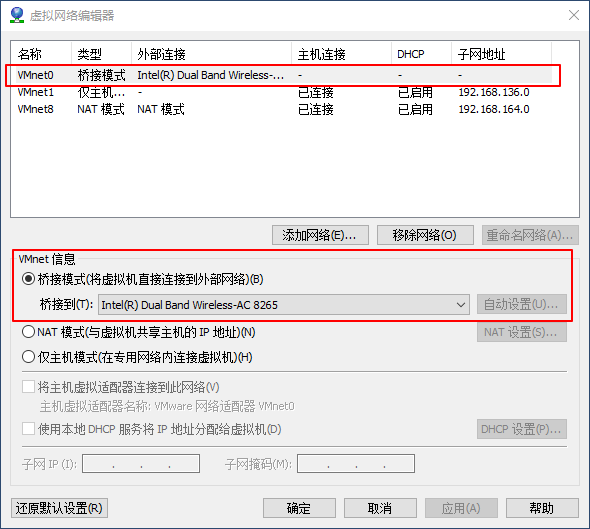 虚拟网络编辑器
名称 类型 外部连接 主机连接 DHCP 子网地址
VMnet0 桥接模式 Intel(R) Dual Band Wireless-... - - -
VMnet1 仅主机... - 已连接 已启用 192.168.136.0
VMnet8 NAT 模式 NAT 模式 已连接 已启用 192.168.164.0
添加网络(E)... 移除网络(O) 重命名网络(A)...
VMnet 信息
桥接模式(将虚拟机直接连接到外部网络)(B)
桥接到(T): Intel(R) Dual Band Wireless-AC 8265 自动设置(U)...
NAT 模式(与虚拟机共享主机的 IP 地址)(N) NAT 设置(S)...
仅主机模式(在专用网络内连接虚拟机)(H)
将主机虚拟适配器连接到此网络(V)
主机虚拟适配器名称: VMware 网络适配器 VMnet0
使用本地 DHCP 服务将 IP 地址分配给虚拟机(D) DHCP 设置(P)...
子网 IP (I): . . . 子网掩码(M): . . .
还原默认设置(R) 确定 取消 应用(A) 帮助